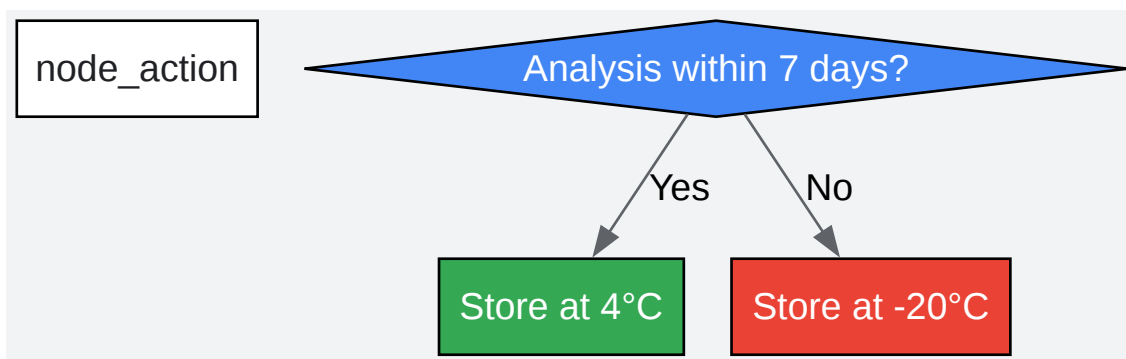 node_action
Analysis within 7 days?
Yes
No
Store at 4°C
Store at -20°C